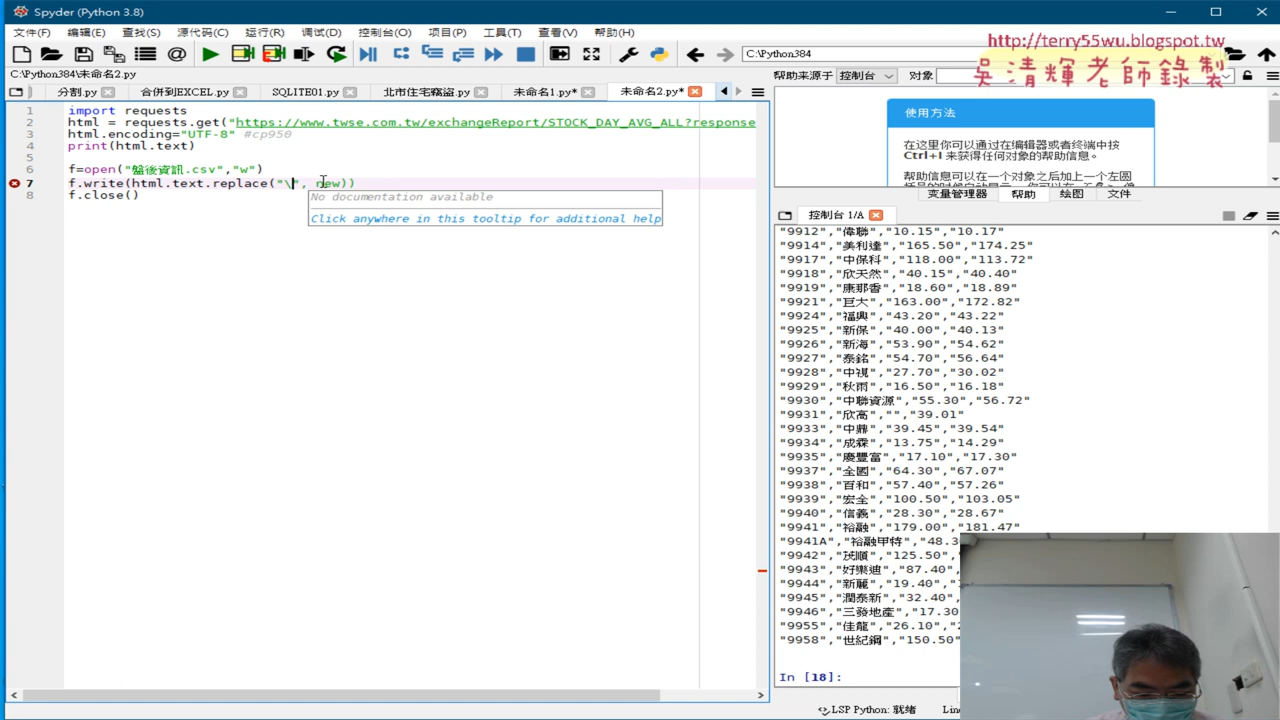 Spyder (Python 3.8)
文件(F) 编辑(E) 查找(S) 源代码(C) 运行(R) 调试(D) 控制台(O) 项目(P) 工具(T) 查看(V) 帮助(H)
C:\Python384
http://terry55wu.blogspot.tw
吳清輝老師錄製
C:\Python384\未命名2.py
帮助来源于 控制台 对象
分割.py 合併到EXCEL.py SQLITE01.py 北市住宅竊盜.py 未命名1.py* 未命名2.py*
1 import requests
2 html = requests.get("https://www.twse.com.tw/exchangeReport/STOCK_DAY_AVG_ALL?response
3 html.encoding="UTF-8" #cp950
4 print(html.text)
5
6 f=open("盤後資訊.csv","w")
7 f.write(html.text.replace("\", new))
8 f.close()
No documentation available
Click anywhere in this tooltip for additional help
使用方法
在这里你可以通过在编辑器或者终端中按
Ctrl+I 来获得任何对象的帮助信息。
帮助信息可以在一个对象之后加上一个左圆
变量管理器 帮助 绘图 文件
控制台 1/A
"9912","偉聯","10.15","10.17"
"9914","美利達","165.50","174.25"
"9917","中保科","118.00","113.72"
"9918","欣天然","40.15","40.40"
"9919","康那香","18.60","18.89"
"9921","巨大","163.00","172.82"
"9924","福興","43.20","43.22"
"9925","新保","40.00","40.13"
"9926","新海","53.90","54.62"
"9927","泰銘","54.70","56.64"
"9928","中視","27.70","30.02"
"9929","秋雨","16.50","16.18"
"9930","中聯資源","55.30","56.72"
"9931","欣高","","39.01"
"9933","中鼎","39.45","39.54"
"9934","成霖","13.75","14.29"
"9935","慶豐富","17.10","17.30"
"9937","全國","64.30","67.07"
"9938","百和","57.40","57.26"
"9939","宏全","100.50","103.05"
"9940","信義","28.30","28.67"
"9941","裕融","179.00","181.47"
"9941A","裕融甲特","48.3
"9942","茂順","125.50"
"9943","好樂迪","87.40"
"9944","新麗","19.40",
"9945","潤泰新","32.40"
"9946","三發地產","17.30
"9955","佳龍","26.10",
"9958","世紀鋼","150.50"
In [18]:
LSP Python: 就绪 Lin